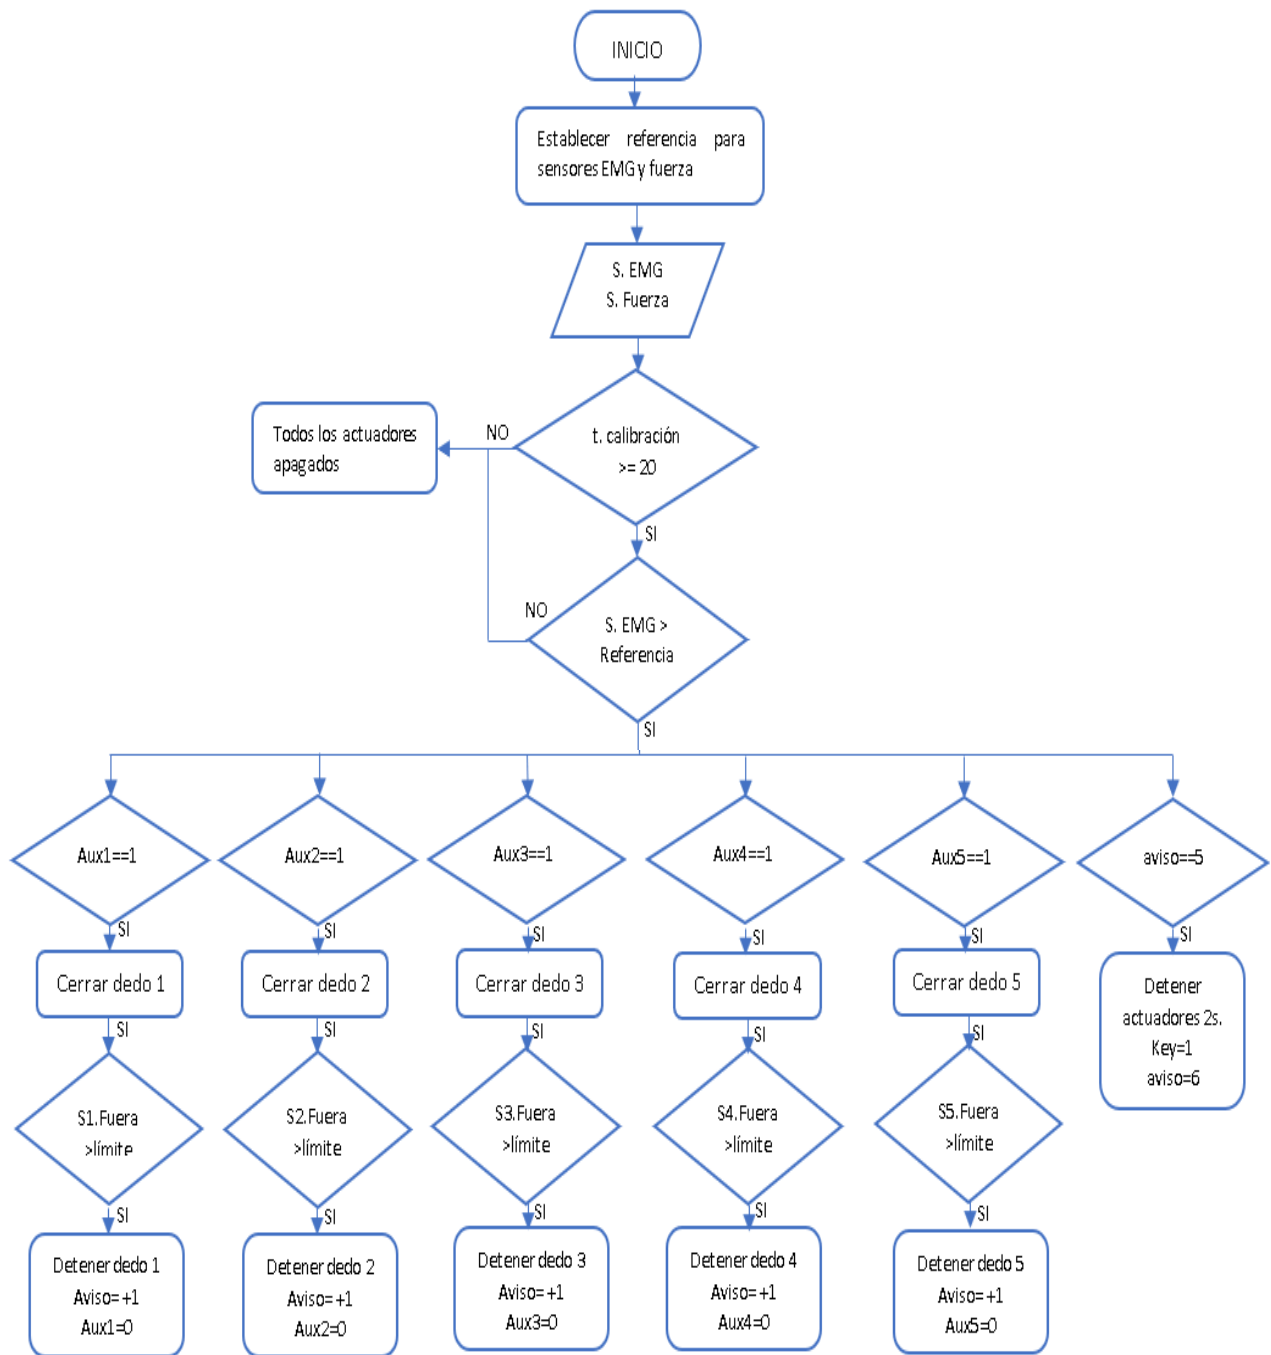 INICIO
Establecer referencia para
sensores EMG y fuerza
S. EMG
S. Fuerza
t. calibración
>= 20
NO
Todos los actuadores
apagados
SI
S. EMG >
Referencia
NO
SI
Aux1==1
Aux2==1
Aux3==1
Aux4==1
Aux5==1
aviso==5
SI
SI
SI
SI
SI
SI
Cerrar dedo 1
Cerrar dedo 2
Cerrar dedo 3
Cerrar dedo 4
Cerrar dedo 5
Detener
actuadores 2s.
Key=1
aviso=6
SI
SI
SI
SI
SI
S1.Fuera
>límite
S2.Fuera
>límite
S3.Fuera
>límite
S4.Fuera
>límite
S5.Fuera
>límite
SI
SI
SI
SI
SI
Detener dedo 1
Aviso= +1
Aux1=0
Detener dedo 2
Aviso= +1
Aux2=0
Detener dedo 3
Aviso= +1
Aux3=0
Detener dedo 4
Aviso= +1
Aux4=0
Detener dedo 5
Aviso= +1
Aux5=0